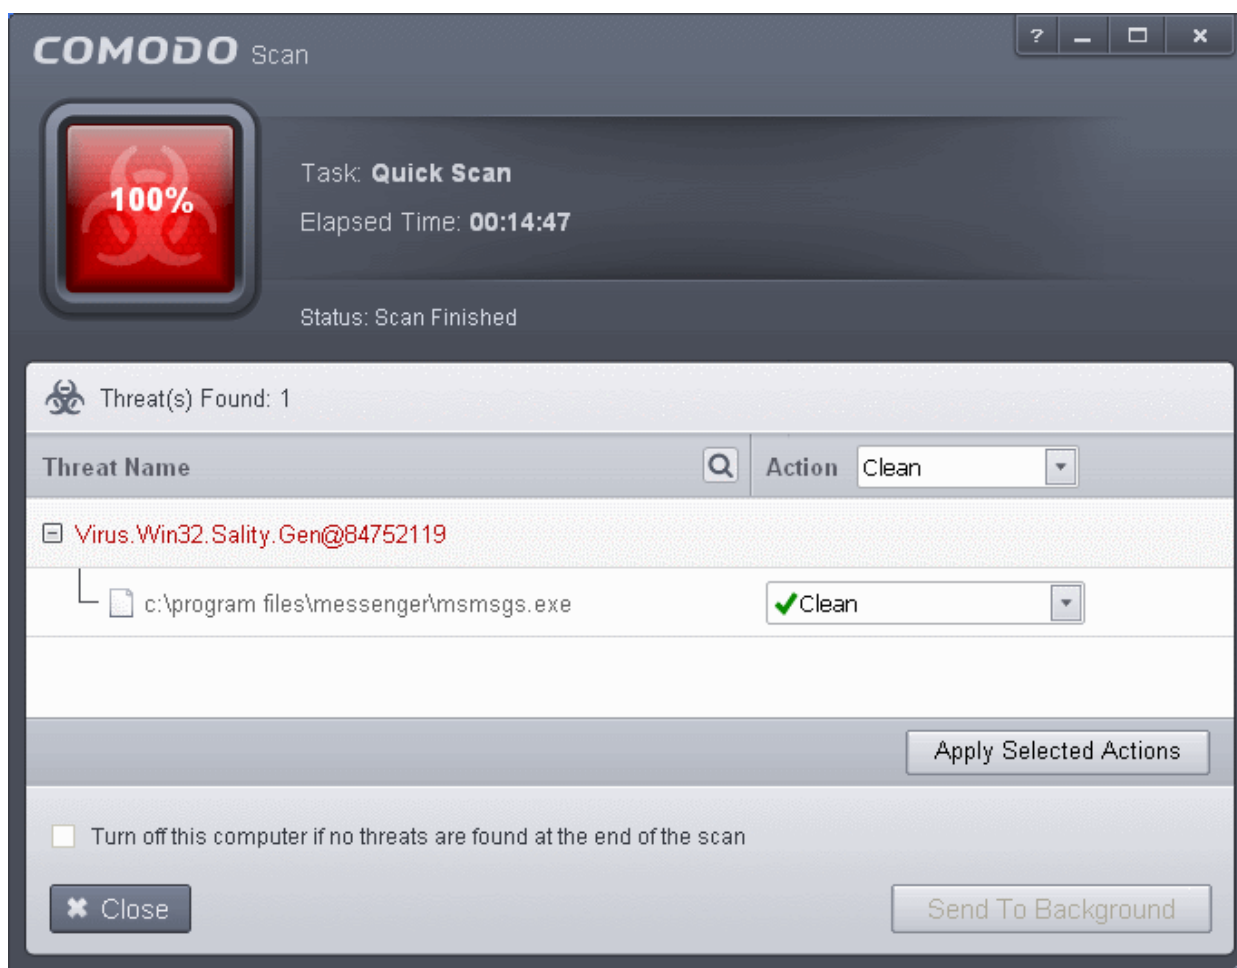 COMODO Scan
?
100%
Task: Quick Scan
Elapsed Time: 00:14:47
Status: Scan Finished
Threat(s) Found: 1
Threat Name Action Clean
Virus.Win32.Sality.Gen@84752119
c:\program files\messenger\msmsgs.exe Clean
Apply Selected Actions
Turn off this computer if no threats are found at the end of the scan
Close Send To Background